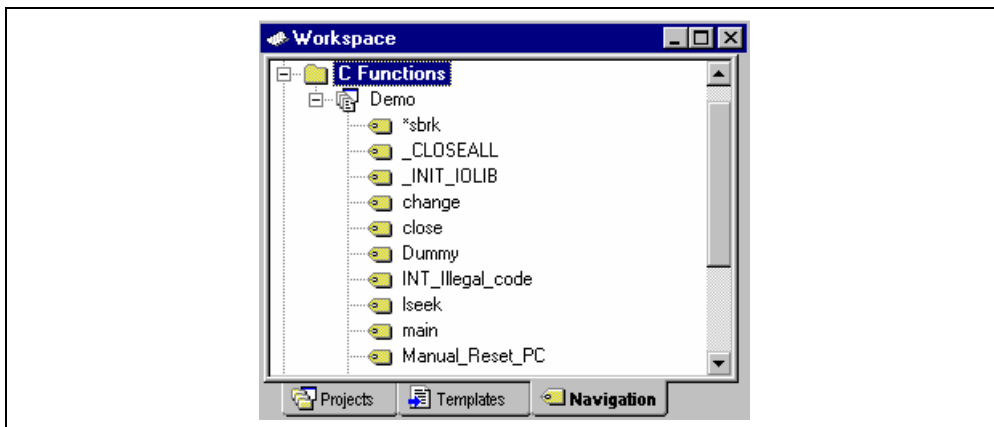 Workspace
C Functions
Demo
*sbrk
_CLOSEALL
_INIT_IOLIB
change
close
Dummy
INT_Illegal_code
lseek
main
Manual_Reset_PC
Projects Templates Navigation